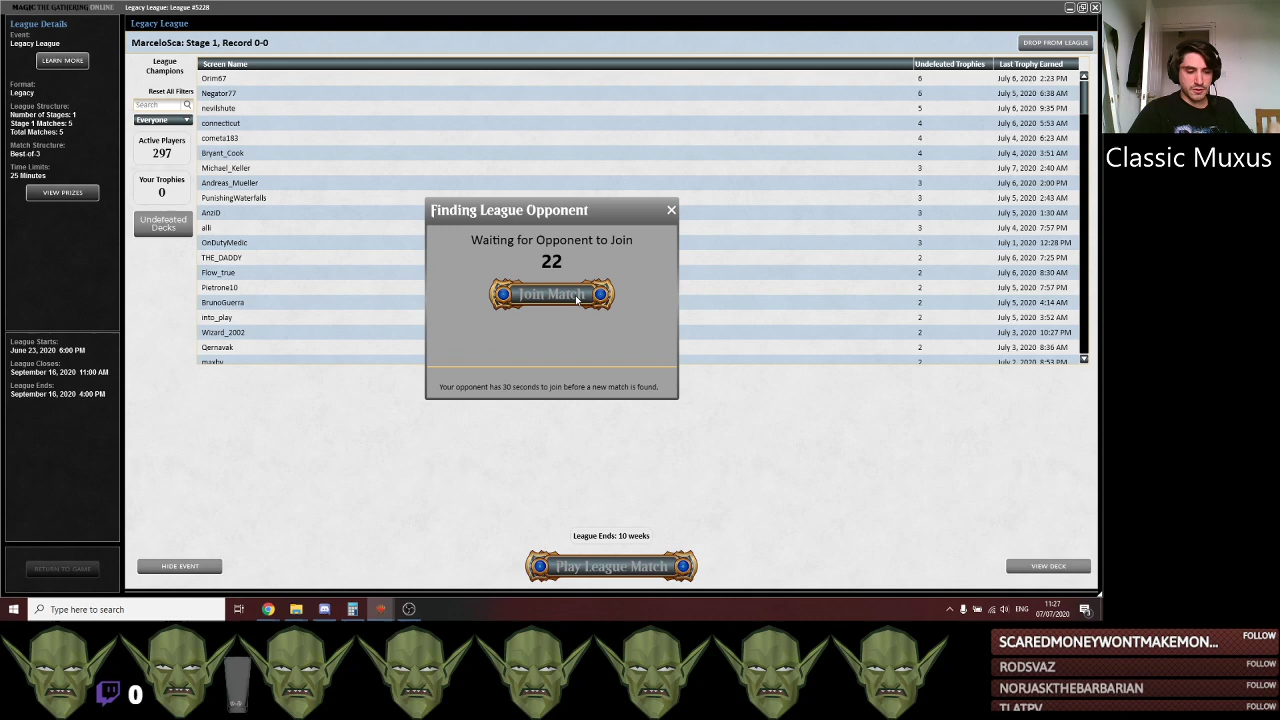 MAGIC THE GATHERING ONLINE
Legacy League: League #5228
League Details
Event:
Legacy League
LEARN MORE
Format:
Legacy
League Structure:
Number of Stages: 1
Stage 1 Matches: 5
Total Matches: 5
Match Structure:
Best-of-3
Time Limits:
25 Minutes
VIEW PRIZES
League Starts:
June 23, 2020 6:00 PM
League Closes:
September 16, 2020 11:00 AM
League Ends:
September 16, 2020 4:00 PM
RETURN TO GAME
Legacy League
MarceloSca: Stage 1, Record 0-0
DROP FROM LEAGUE
League
Champions
Reset All Filters
Search
Everyone
Active Players
297
Your Trophies
0
Undefeated
Decks
Screen Name Undefeated Trophies Last Trophy Earned
Orim67 6 July 6, 2020 2:23 PM
Negator77 6 July 5, 2020 6:38 AM
nevilshute 5 July 6, 2020 9:35 PM
connecticut 4 July 6, 2020 5:53 AM
cometa183 4 July 4, 2020 6:23 AM
Bryant_Cook 4 July 4, 2020 3:51 AM
Michael_Keller 3 July 7, 2020 2:40 AM
Andreas_Mueller 3 July 6, 2020 2:00 PM
PunishingWaterfalls 3 July 5, 2020 2:43 AM
AnziD 3 July 5, 2020 1:30 AM
alli 3 July 4, 2020 7:57 PM
OnDutyMedic 3 July 1, 2020 12:28 PM
THE_DADDY 2 July 6, 2020 7:25 PM
Flow_true 2 July 6, 2020 8:30 AM
Pietrone10 2 July 5, 2020 7:57 PM
BrunoGuerra 2 July 5, 2020 4:14 AM
into_play 2 July 5, 2020 3:52 AM
Wizard_2002 2 July 3, 2020 10:27 PM
Qernavak 2 July 3, 2020 8:36 AM
2 July 2, 2020 8:53 PM
Finding League Opponent
Waiting for Opponent to Join
22
Join Match
Your opponent has 30 seconds to join before a new match is found.
League Ends: 10 weeks
HIDE EVENT
Play League Match
VIEW DECK
Classic Muxus
Type here to search
ENG
11:27
07/07/2020
3
0
SCAREDMONEYWONTMAKEMON... FOLLOW
RODSVAZ FOLLOW
NORJASKTHEBARBARIAN FOLLOW
TLATPV FOLLOW